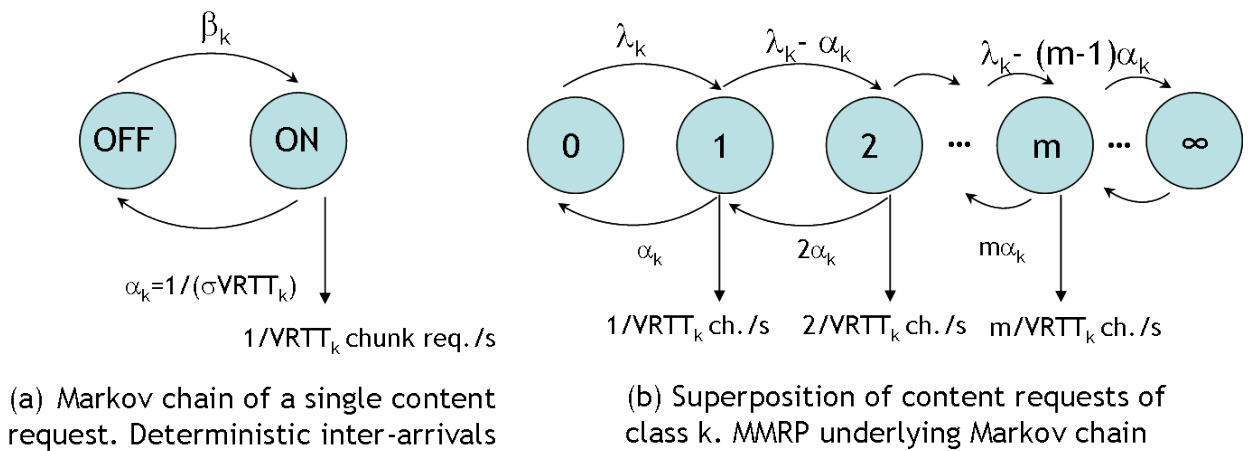 β_k
OFF
ON
α_k=1/(σVRTT_k)
1/VRTT_k chunk req./s
(a) Markov chain of a single content
request. Deterministic inter-arrivals
λ_k
λ_k- α_k
λ_k- (m-1)α_k
0
1
2
...
m
...
∞
α_k
2α_k
mα_k
1/VRTT_k ch./s
2/VRTT_k ch./s
m/VRTT_k ch./s
(b) Superposition of content requests of
class k. MMRP underlying Markov chain